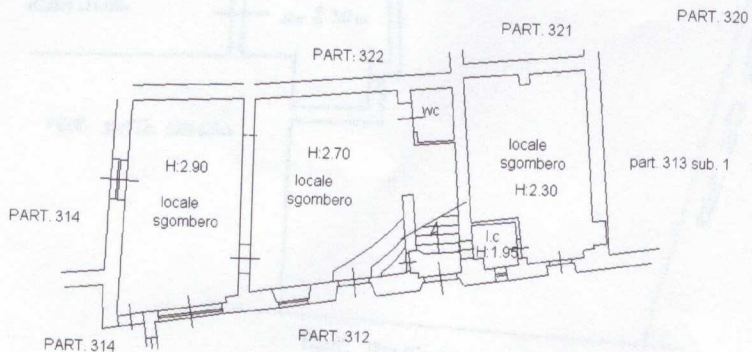 PART. 320
PART. 321
PART: 322
wc
H:2.90
locale
sgombero
H:2.70
locale
sgombero
locale
sgombero
H:2.30
part. 313 sub. 1
PART. 314
l.c
H:1.95
PART. 312
PART. 314